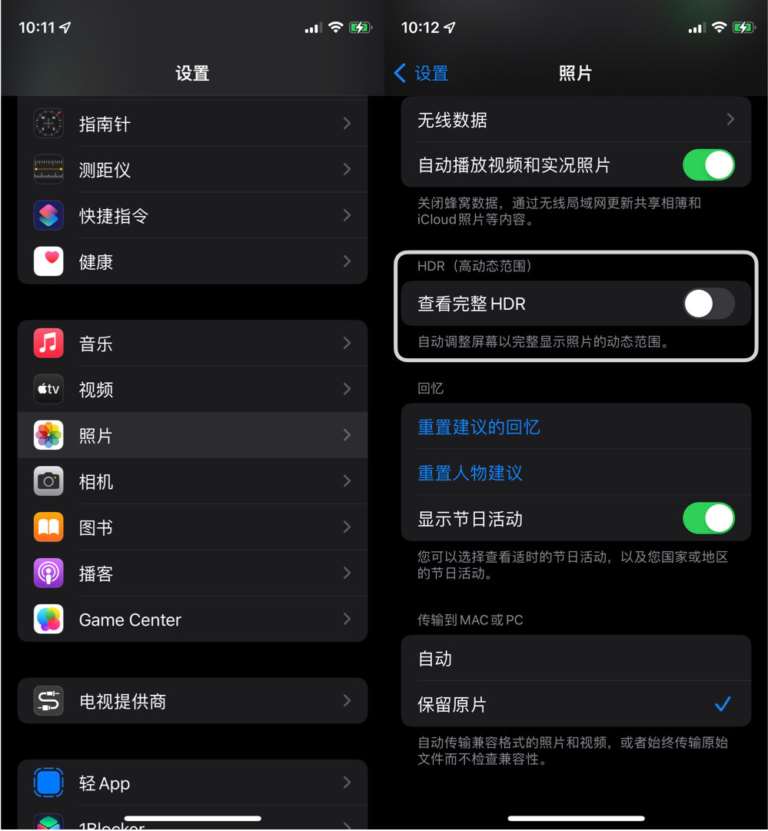 10:11
设置
指南针
测距仪
快捷指令
健康
音乐
tv
视频
照片
相机
图书
播客
Game Center
电视提供商
轻App
1Blocker
10:12
设置
照片
无线数据
自动播放视频和实况照片
关闭蜂窝数据，通过无线局域网更新共享相簿和
iCloud照片等内容。
HDR（高动态范围）
查看完整HDR
自动调整屏幕以完整显示照片的动态范围。
回忆
重置建议的回忆
重置人物建议
显示节日活动
您可以选择查看适时的节日活动，以及您国家或地区
的节日活动。
传输到 MAC 或 PC
自动
保留原片
自动传输兼容格式的照片和视频，或者始终传输原始
文件而不检查兼容性。